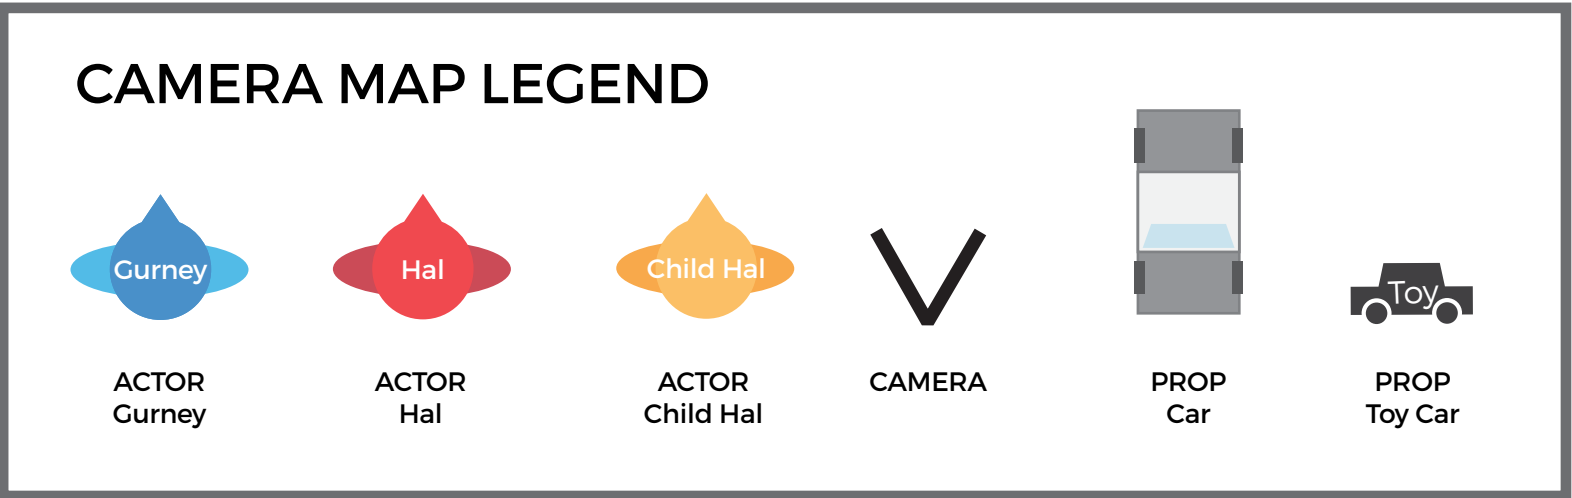 CAMERA MAP LEGEND
Gurney
Hal
Child Hal
Toy
ACTOR
Gurney
ACTOR
Hal
ACTOR
Child Hal
CAMERA
PROP
Car
PROP
Toy Car